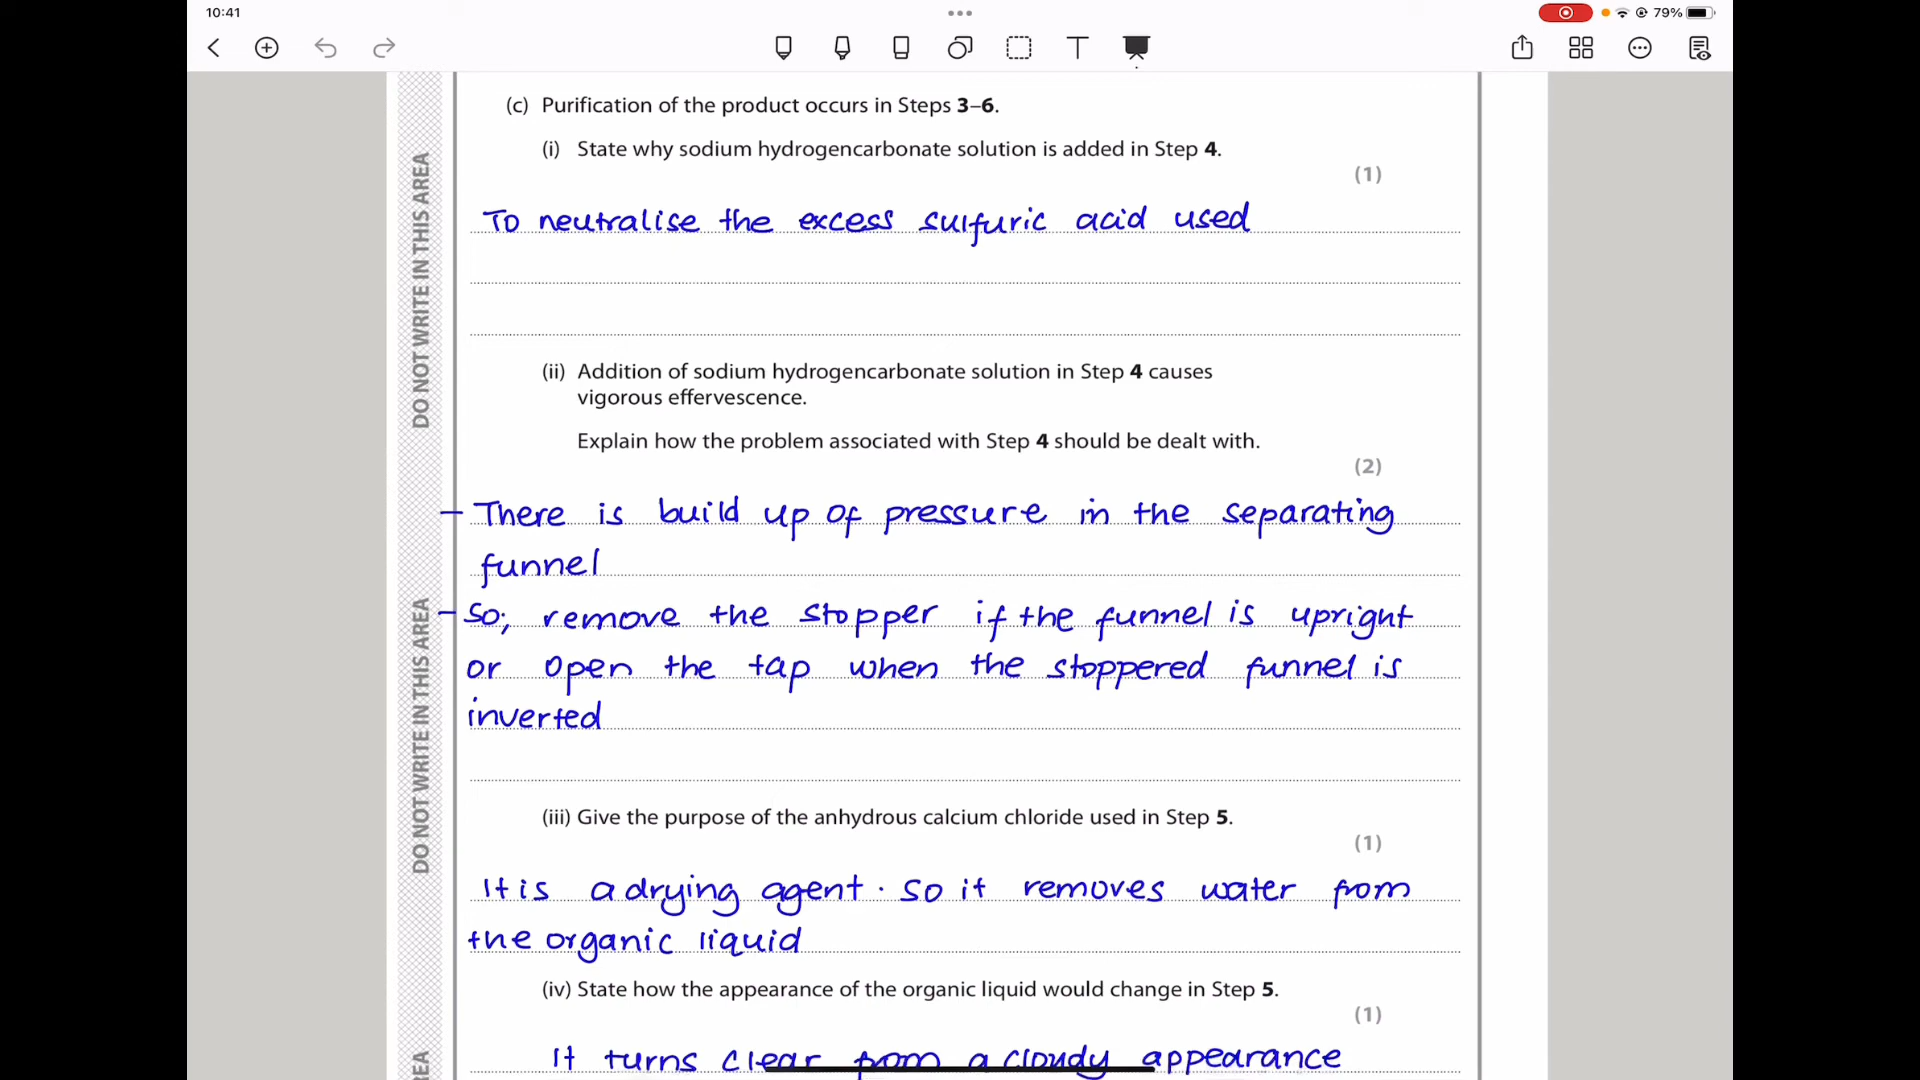 10:41
79%
(c) Purification of the product occurs in Steps 3–6.
(i) State why sodium hydrogencarbonate solution is added in Step 4.
(1)
To neutralise the excess sulfuric acid used
(ii) Addition of sodium hydrogencarbonate solution in Step 4 causes
vigorous effervescence.
Explain how the problem associated with Step 4 should be dealt with.
(2)
- There is build up of pressure in the separating
funnel
- So; remove the stopper if the funnel is upright
or open the tap when the stoppered funnel is
inverted
(iii) Give the purpose of the anhydrous calcium chloride used in Step 5.
(1)
It is a drying agent. so it removes water from
the organic liquid
(iv) State how the appearance of the organic liquid would change in Step 5.
(1)
It turns clear from a cloudy appearance
DO NOT WRITE IN THIS AREA
DO NOT WRITE IN THIS AREA
REA